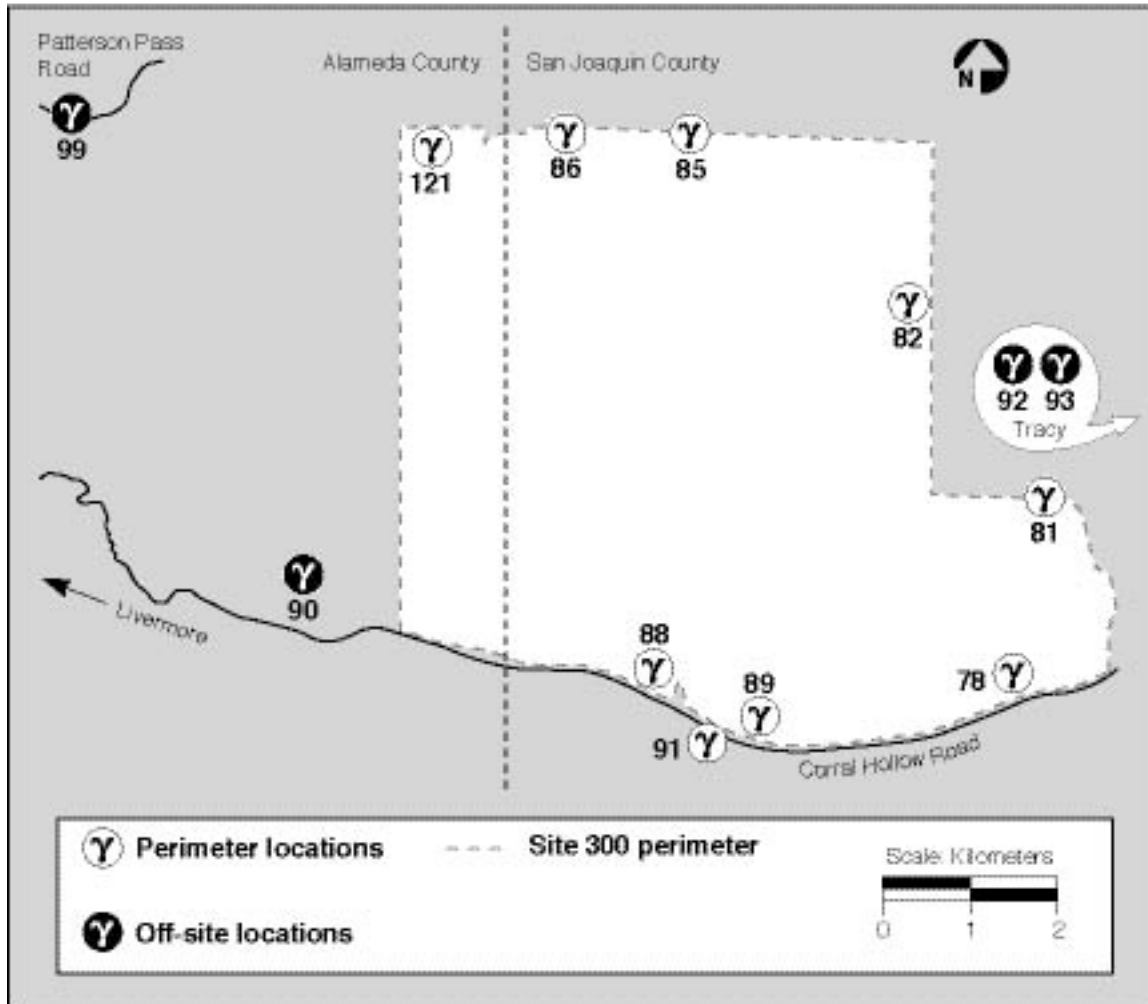 Patterson Pass
Road
Alameda County
San Joaquin County
N
γ
99
γ
121
γ
86
γ
85
γ
82
γ γ
92 93
Tracy
γ
81
γ
90
Livermore
88
γ
89
γ
78 γ
91 γ
Corral Hollow Road
γ Perimeter locations
Site 300 perimeter
Scale: Kilometers
γ Off-site locations
0 1 2